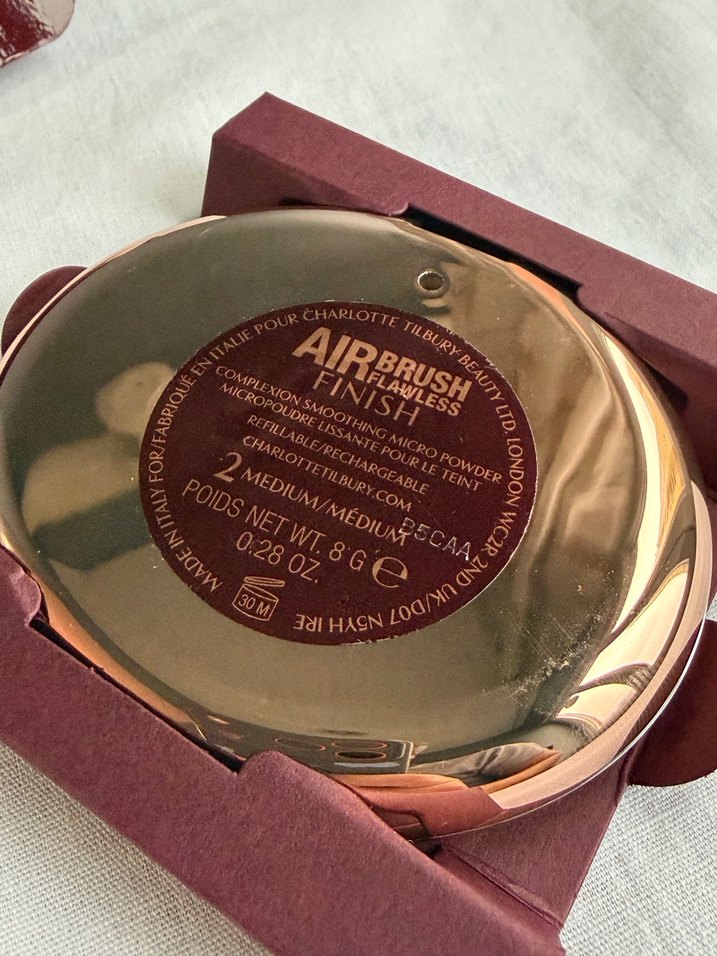 MADE IN ITALY FOR/FABRIQUÉ EN ITALIE POUR CHARLOTTE TILBURY BEAUTY LTD. LONDON WC2R 2ND UK/D07 N5YH IRE
AIRBRUSH
FLAWLESS
FINISH
COMPLEXION SMOOTHING MICRO POWDER
MICROPOUDRE LISSANTE POUR LE TEINT
REFILLABLE/RECHARGEABLE
CHARLOTTETILBURY.COM
2 MEDIUM/MÉDIUM
POIDS NET WT. 8 G e
0.28 OZ.
30 M